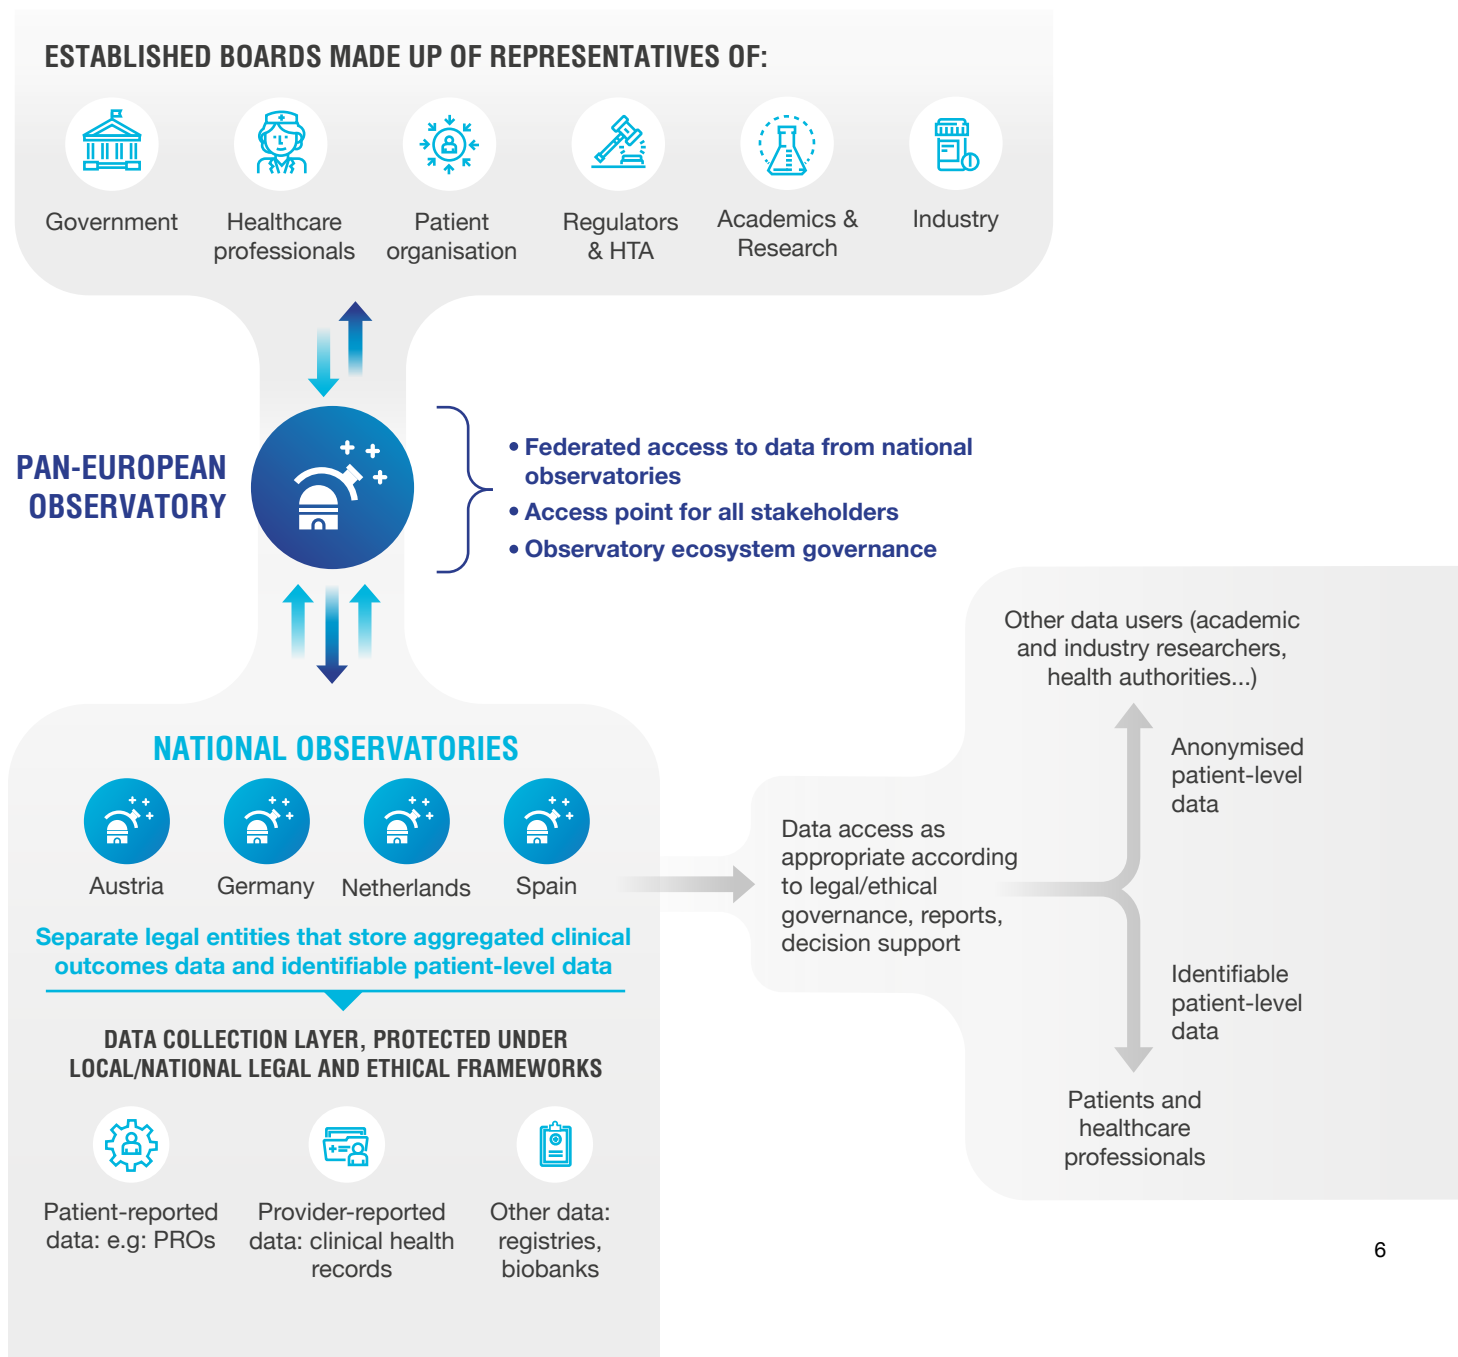 ESTABLISHED BOARDS MADE UP OF REPRESENTATIVES OF:
Government
Healthcare
professionals
Patient
organisation
Regulators
& HTA
Academics &
Research
Industry
PAN-EUROPEAN
OBSERVATORY
• Federated access to data from national
observatories
• Access point for all stakeholders
• Observatory ecosystem governance
NATIONAL OBSERVATORIES
Austria
Germany
Netherlands
Spain
Separate legal entities that store aggregated clinical
outcomes data and identifiable patient-level data
DATA COLLECTION LAYER, PROTECTED UNDER
LOCAL/NATIONAL LEGAL AND ETHICAL FRAMEWORKS
Patient-reported
data: e.g: PROs
Provider-reported
data: clinical health
records
Other data:
registries,
biobanks
Data access as
appropriate according
to legal/ethical
governance, reports,
decision support
Other data users (academic
and industry researchers,
health authorities...)
Anonymised
patient-level
data
Identifiable
patient-level
data
Patients and
healthcare
professionals
6